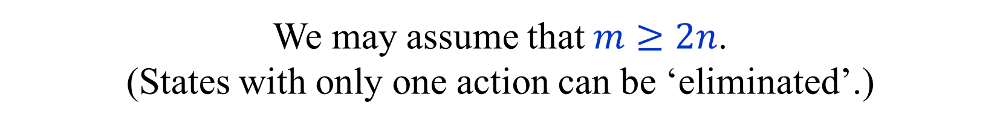 We may assume that m ≥ 2n.
(States with only one action can be ‘eliminated’.)